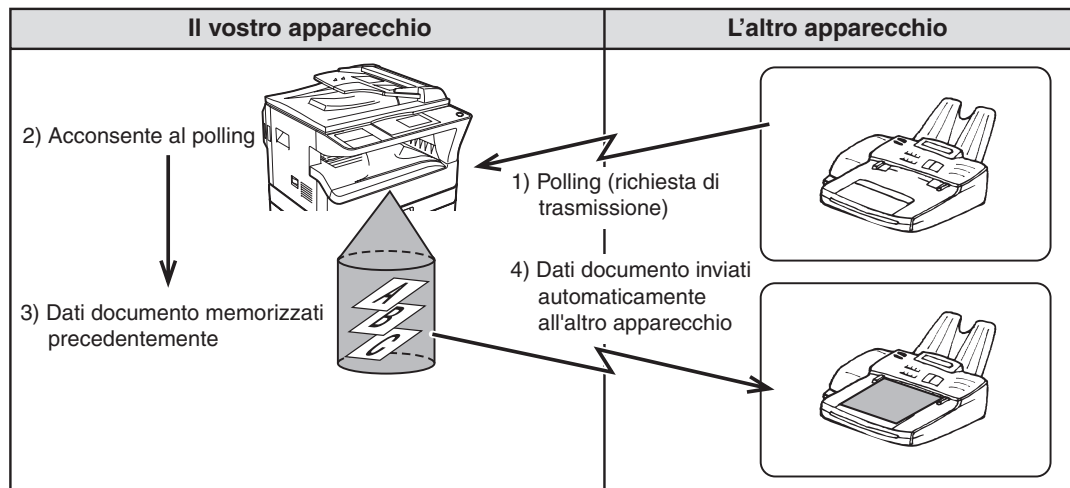 Il vostro apparecchio
L'altro apparecchio
2) Acconsente al polling
1) Polling (richiesta di
trasmissione)
3) Dati documento memorizzati
precedentemente
4) Dati documento inviati
automaticamente
all'altro apparecchio
A
B
C